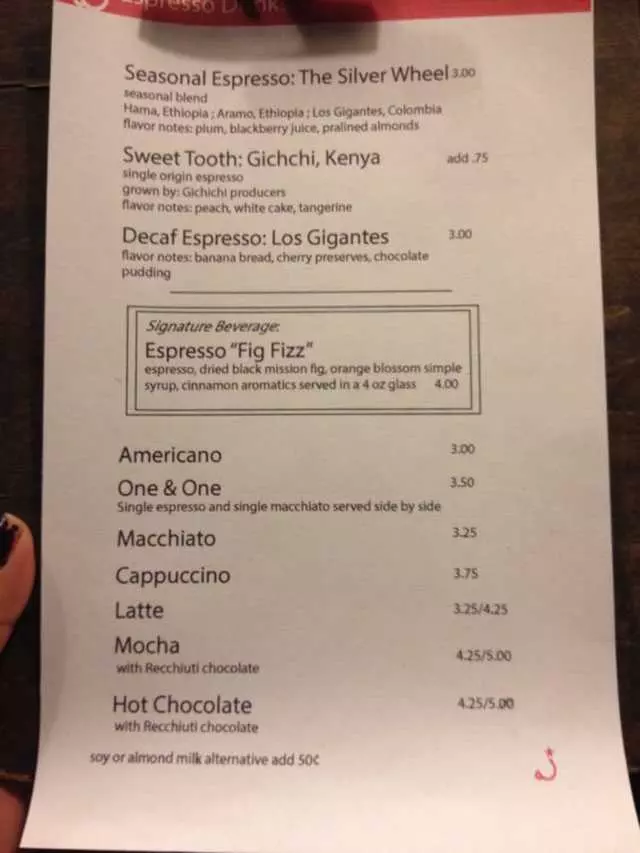 Espresso Drinks
Seasonal Espresso: The Silver Wheel 3.00
seasonal blend
Hama, Ethiopia ; Aramo, Ethiopia ; Los Gigantes, Colombia
flavor notes: plum, blackberry juice, pralined almonds
Sweet Tooth: Gichchi, Kenya add .75
single origin espresso
grown by: Gichichi producers
flavor notes: peach, white cake, tangerine
Decaf Espresso: Los Gigantes 3.00
flavor notes: banana bread, cherry preserves, chocolate
pudding
Signature Beverage:
Espresso "Fig Fizz"
espresso, dried black mission fig, orange blossom simple
syrup, cinnamon aromatics served in a 4 oz glass 4.00
Americano 3.00
One & One 3.50
Single espresso and single macchiato served side by side
Macchiato 3.25
Cappuccino 3.75
Latte 3.25/4.25
Mocha 4.25/5.00
with Recchiuti chocolate
Hot Chocolate 4.25/5.00
with Recchiuti chocolate
soy or almond milk alternative add 50¢